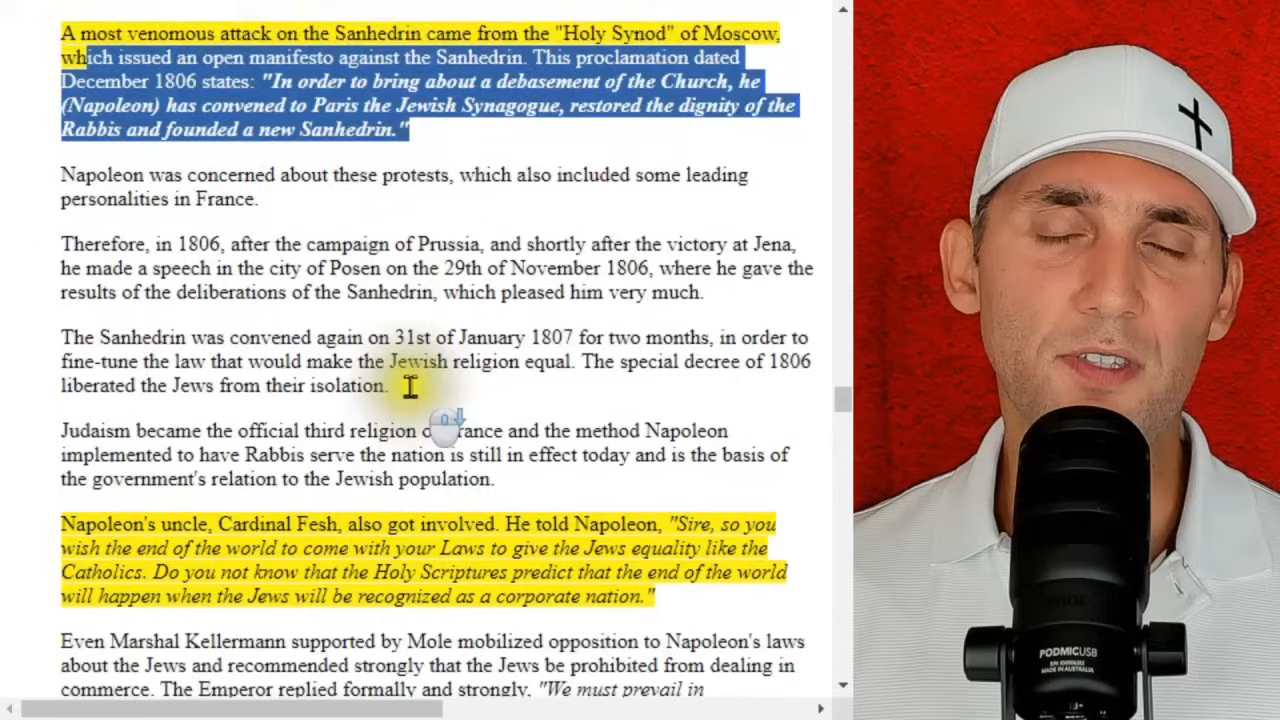 A most venomous attack on the Sanhedrin came from the "Holy Synod" of Moscow,
which issued an open manifesto against the Sanhedrin. This proclamation dated
December 1806 states: "In order to bring about a debasement of the Church, he
(Napoleon) has convened to Paris the Jewish Synagogue, restored the dignity of the
Rabbis and founded a new Sanhedrin."
Napoleon was concerned about these protests, which also included some leading
personalities in France.
Therefore, in 1806, after the campaign of Prussia, and shortly after the victory at Jena,
he made a speech in the city of Posen on the 29th of November 1806, where he gave the
results of the deliberations of the Sanhedrin, which pleased him very much.
The Sanhedrin was convened again on 31st of January 1807 for two months, in order to
fine-tune the law that would make the Jewish religion equal. The special decree of 1806
liberated the Jews from their isolation.
Judaism became the official third religion France and the method Napoleon
implemented to have Rabbis serve the nation is still in effect today and is the basis of
the government's relation to the Jewish population.
Napoleon's uncle, Cardinal Fesh, also got involved. He told Napoleon, "Sire, so you
wish the end of the world to come with your Laws to give the Jews equality like the
Catholics. Do you not know that the Holy Scriptures predict that the end of the world
will happen when the Jews will be recognized as a corporate nation."
Even Marshal Kellermann supported by Mole mobilized opposition to Napoleon's laws
about the Jews and recommended strongly that the Jews be prohibited from dealing in
commerce. The Emperor replied formally and strongly, "We must prevail in
PODMICUSB
MADE IN AUSTRALIA